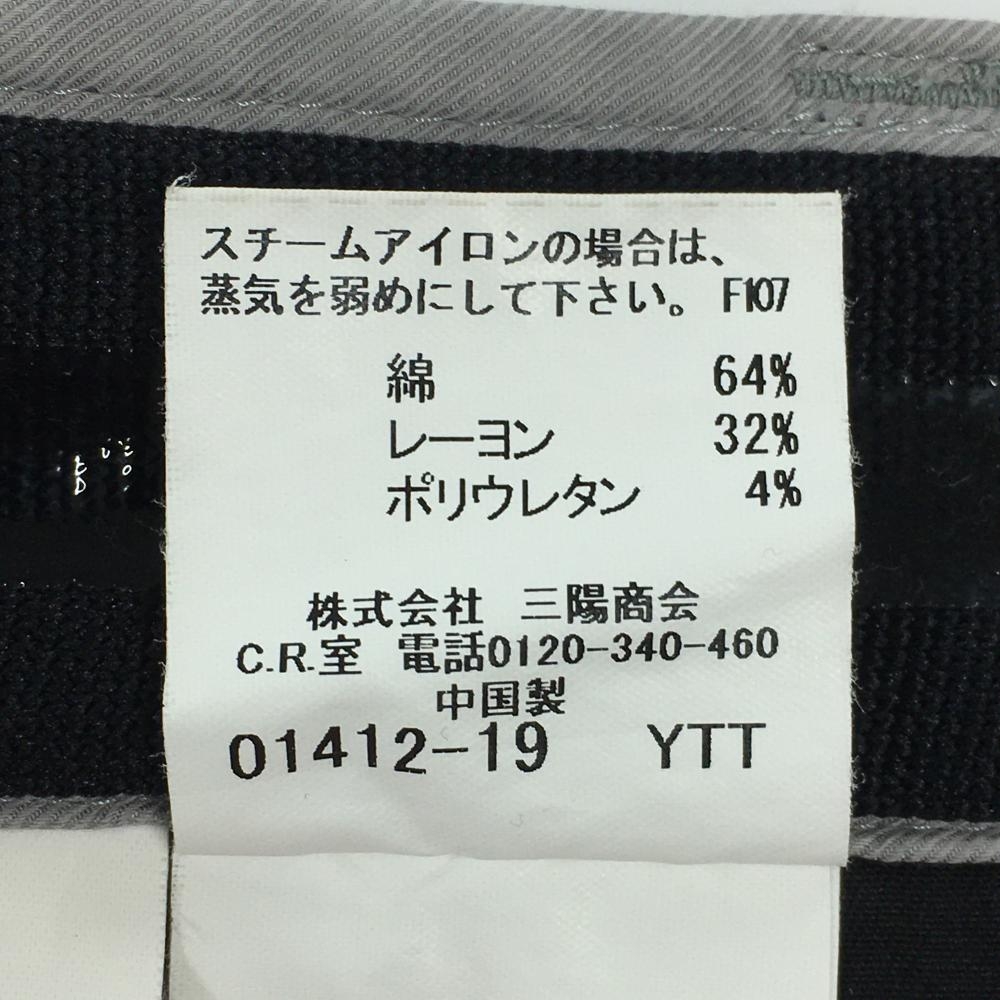 スチームアイロンの場合は、
蒸気を弱めにして下さい。 F107
綿 64%
レーヨン 32%
ポリウレタン 4%
株式会社 三陽商会
C.R.室 電話0120-340-460
中国製
01412-19 YTT